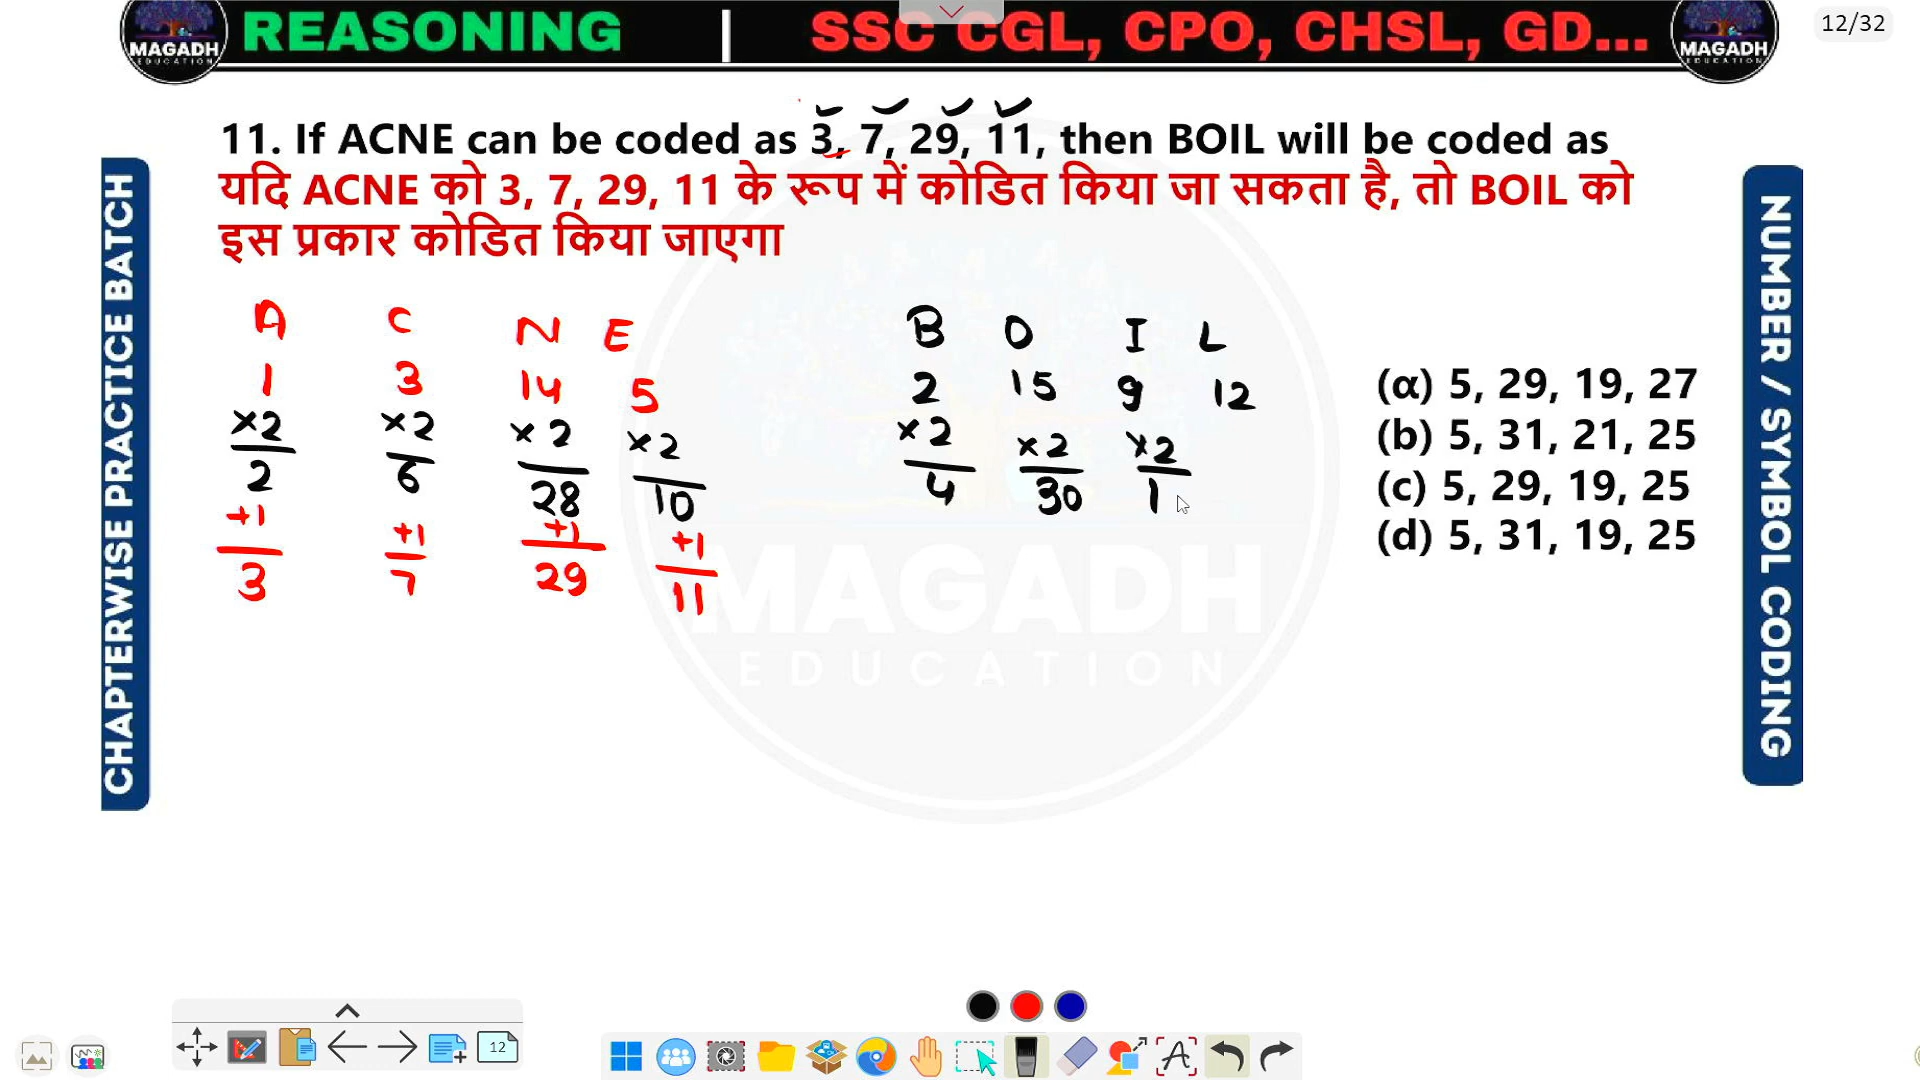 REASONING | SSC CGL, CPO, CHSL, GD...
MAGADH
EDUCATION
MAGADH
EDUCATION
12/32
11. If ACNE can be coded as 3, 7, 29, 11, then BOIL will be coded as
यदि ACNE को 3, 7, 29, 11 के रूप में कोडित किया जा सकता है, तो BOIL को
इस प्रकार कोडित किया जाएगा
CHAPTERWISE PRACTICE BATCH
NUMBER / SYMBOL CODING
A C N E
1 3 14 5
×2 ×2 ×2 ×2
2 6 28 10
+1 +1 +1 +1
3 7 29 11
B O I L
2 15 9 12
×2 ×2 ×2
4 30 1
(α) 5, 29, 19, 27
(b) 5, 31, 21, 25
(c) 5, 29, 19, 25
(d) 5, 31, 19, 25
MAGADH
EDUCATION
12